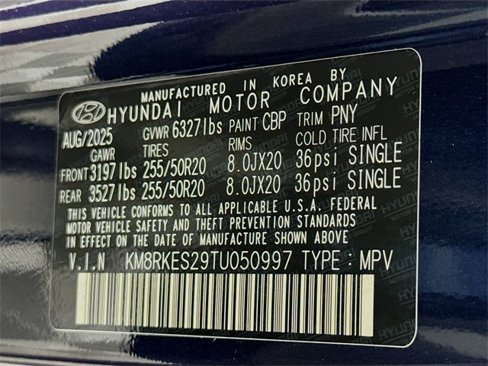 MANUFACTURED IN KOREA BY
HYUNDAI MOTOR COMPANY
AUG/2025 GVWR 6327lbs PAINT CBP TRIM PNY
GAWR TIRES COLD TIRE INFL
FRONT 3197lbs 255/50R20 8.0JX20 36psi SINGLE
REAR 3527lbs 255/50R20 8.0JX20 36psi SINGLE
THIS VEHICLE CONFORMS TO ALL APPLICABLE U.S.A. FEDERAL
MOTOR VEHICLE SAFETY AND THEFT PREVENTION STANDARDS
IN EFFECT ON THE DATE OF MANUFACTURE SHOWN ABOVE.
V.I.N KM8RKES29TU050997 TYPE : MPV